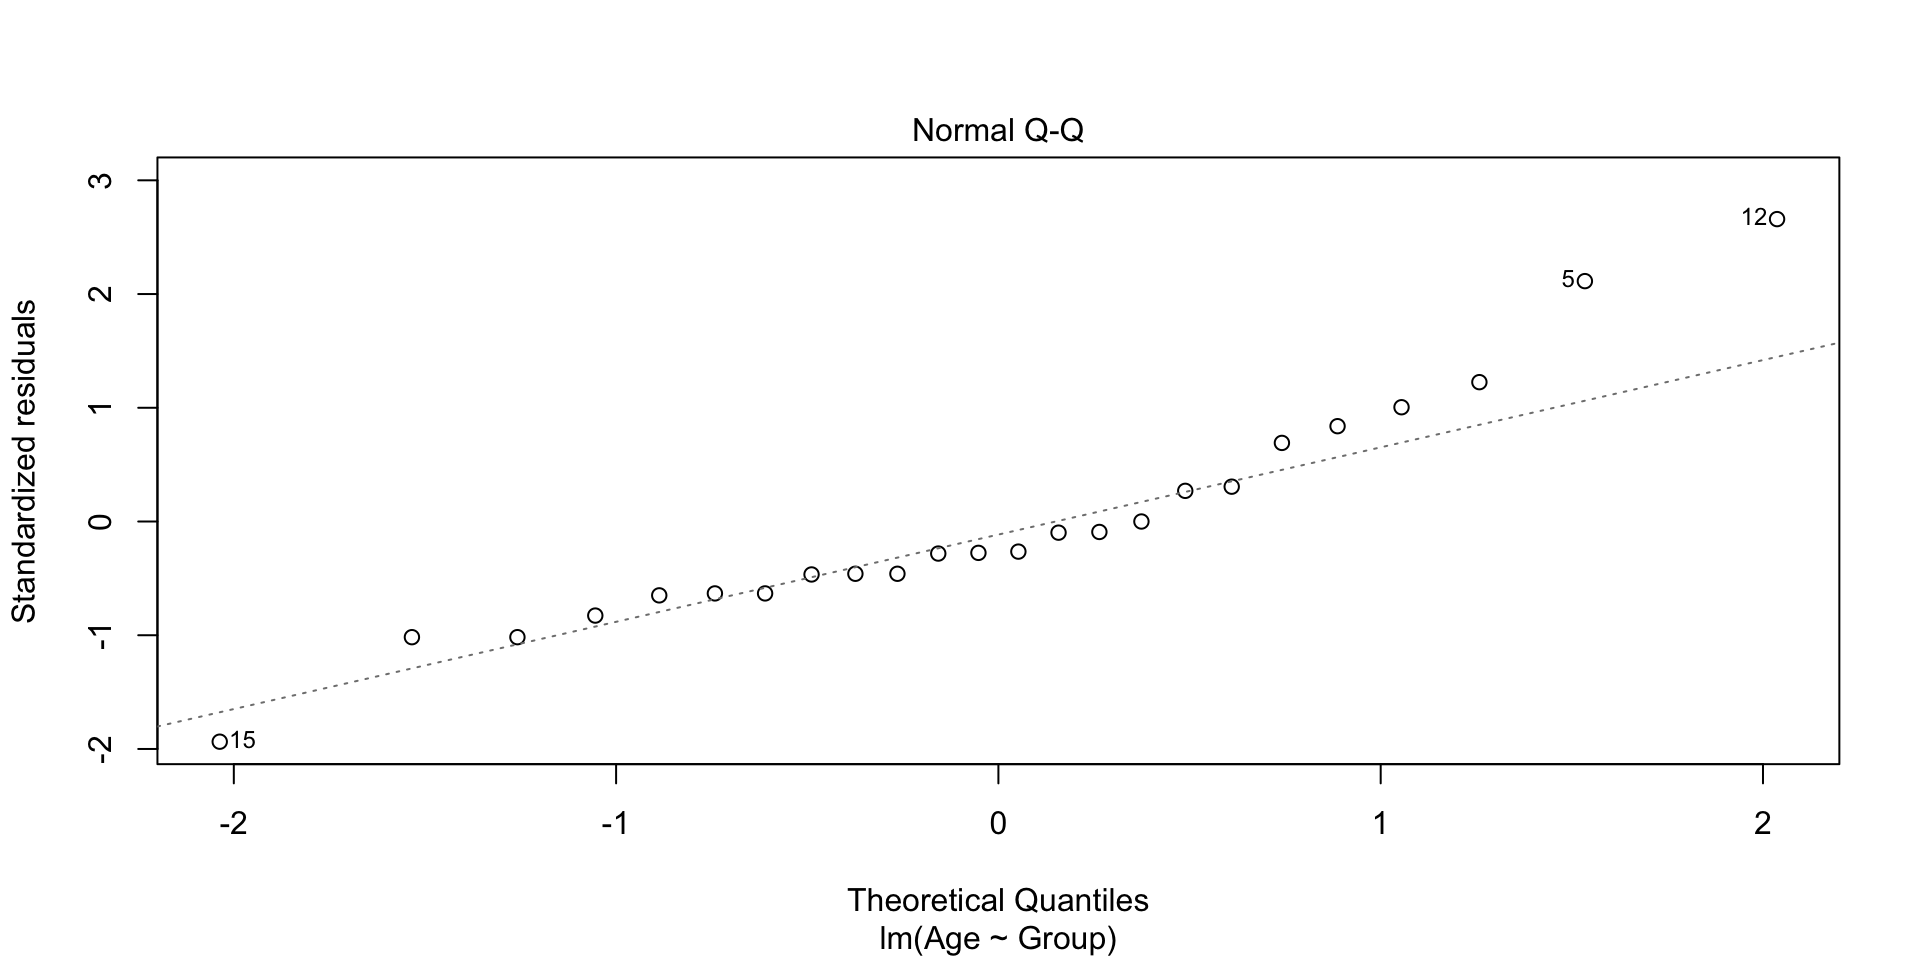 Normal Q-Q
Standardized residuals
3
2
1
0
-1
-2
12
5
15
-2 -1 0 1 2
Theoretical Quantiles
lm(Age ~ Group)